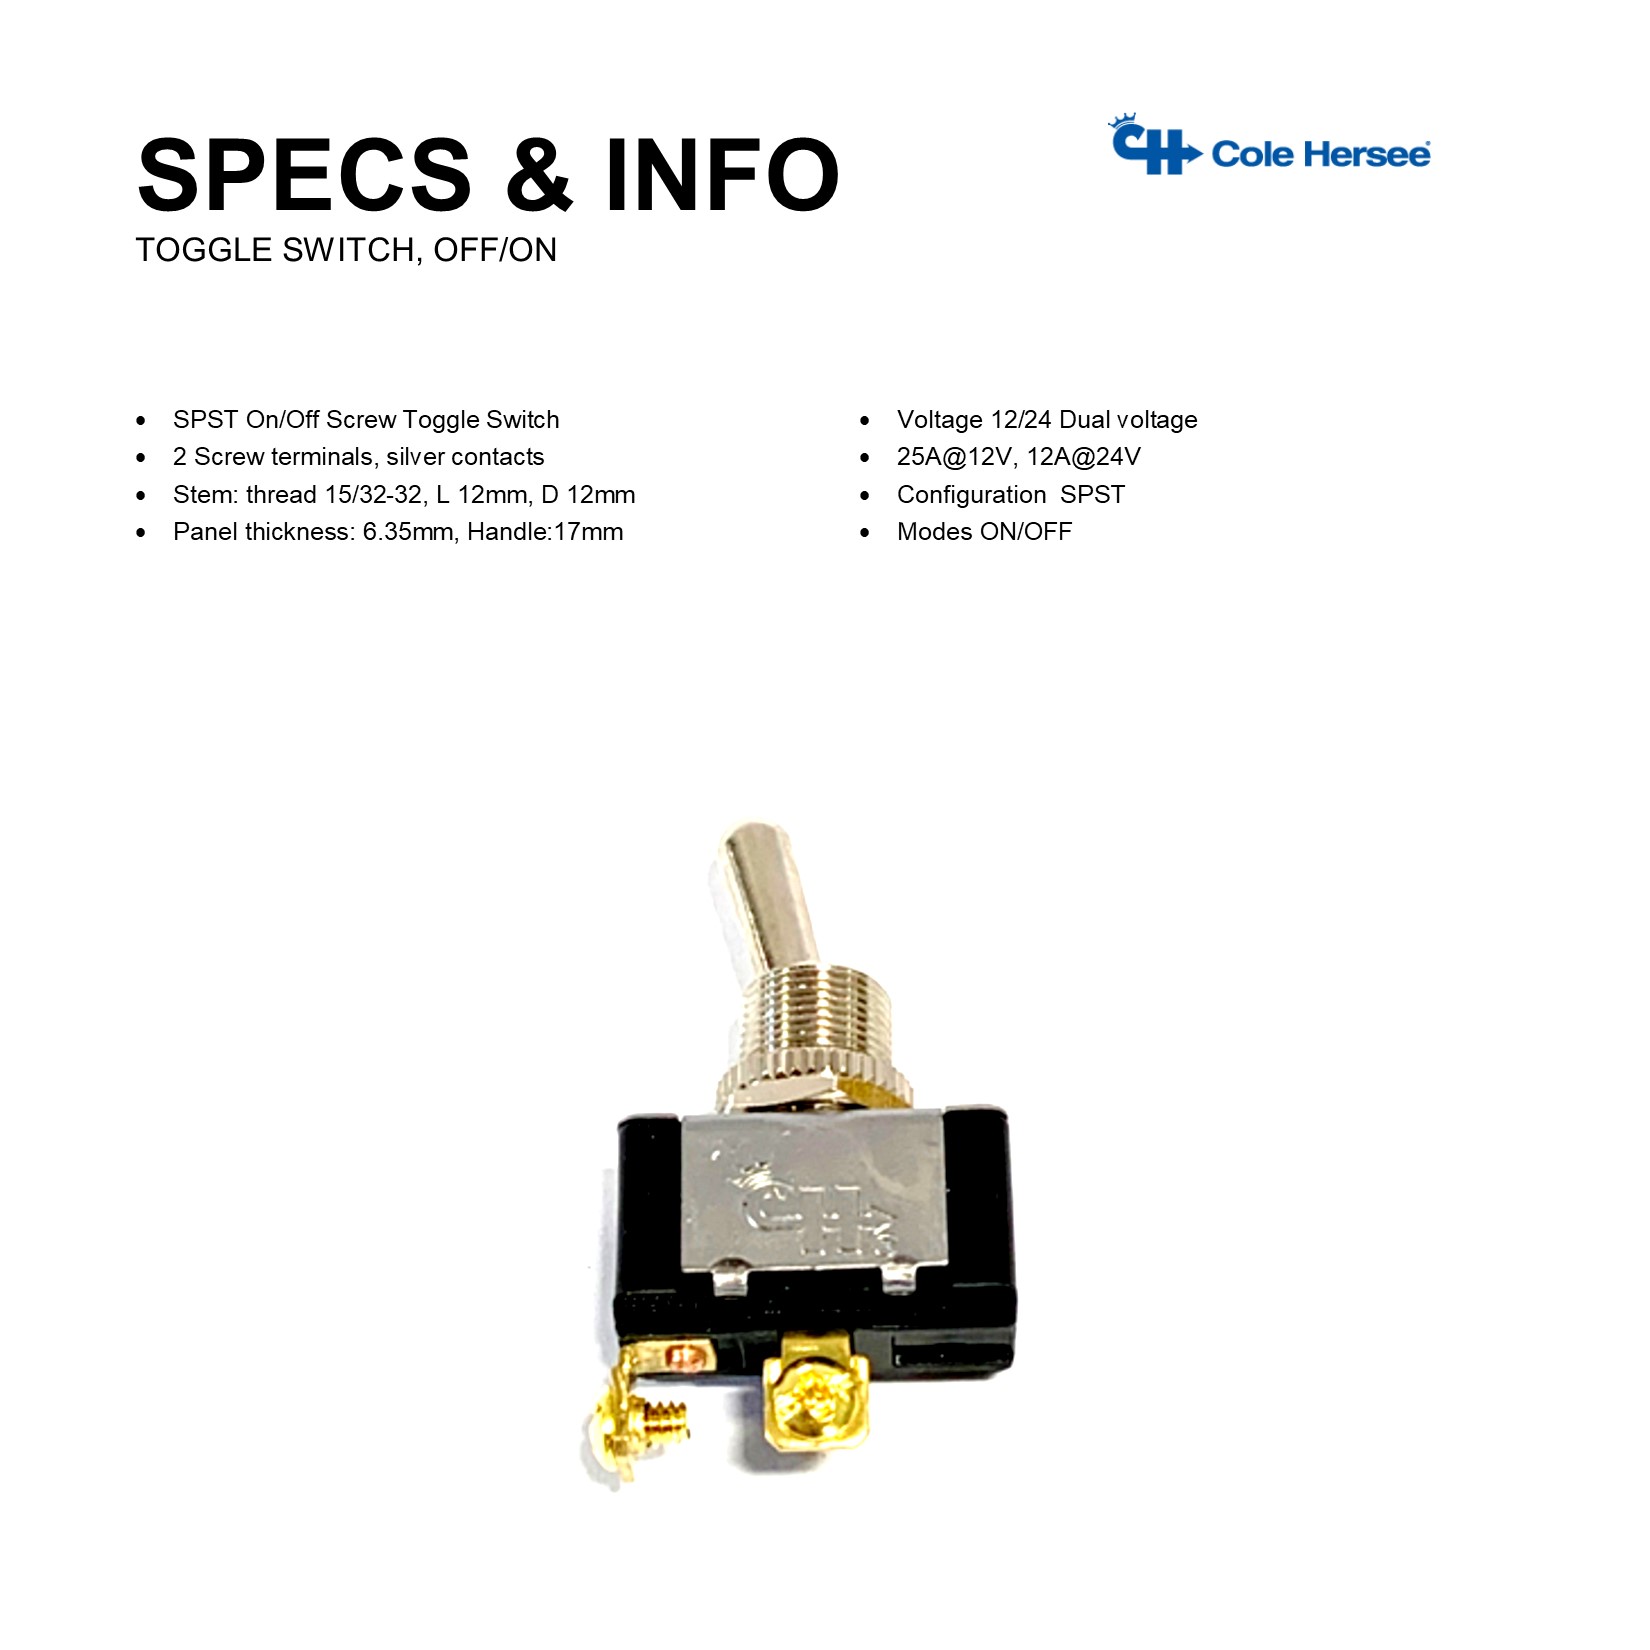 SPECS & INFO
TOGGLE SWITCH, OFF/ON
CH Cole Hersee®
• SPST On/Off Screw Toggle Switch
• 2 Screw terminals, silver contacts
• Stem: thread 15/32-32, L 12mm, D 12mm
• Panel thickness: 6.35mm, Handle:17mm
• Voltage 12/24 Dual voltage
• 25A@12V, 12A@24V
• Configuration  SPST
• Modes ON/OFF
CH